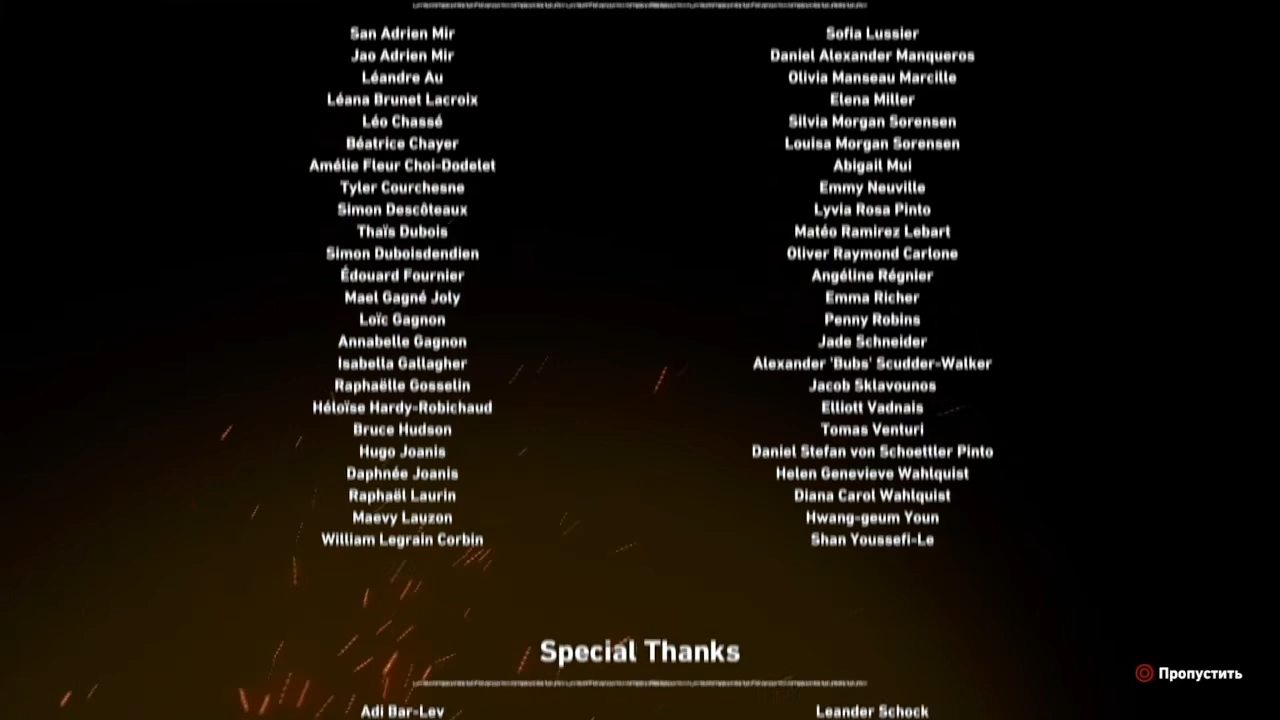 San Adrien Mir
Jao Adrien Mir
Léandre Au
Léana Brunet Lacroix
Léo Chassé
Béatrice Chayer
Amélie Fleur Choi-Dodelet
Tyler Courchesne
Simon Descôteaux
Thaïs Dubois
Simon Duboisdendien
Édouard Fournier
Mael Gagné Joly
Loïc Gagnon
Annabelle Gagnon
Isabella Gallagher
Raphaëlle Gosselin
Héloïse Hardy-Robichaud
Bruce Hudson
Hugo Joanis
Daphnée Joanis
Raphaël Laurin
Maevy Lauzon
William Legrain Corbin
Sofia Lussier
Daniel Alexander Manqueros
Olivia Manseau Marcille
Elena Miller
Silvia Morgan Sorensen
Louisa Morgan Sorensen
Abigail Mui
Emmy Neuville
Lyvia Rosa Pinto
Matéo Ramirez Lebart
Oliver Raymond Carlone
Angéline Régnier
Emma Richer
Penny Robins
Jade Schneider
Alexander 'Bubs' Scudder-Walker
Jacob Sklavounos
Elliott Vadnais
Tomas Venturi
Daniel Stefan von Schoettler Pinto
Helen Genevieve Wahlquist
Diana Carol Wahlquist
Hwang-geum Youn
Shan Youssefi-Le
Special Thanks
Пропустить
Adi Bar-Lev
Leander Schock